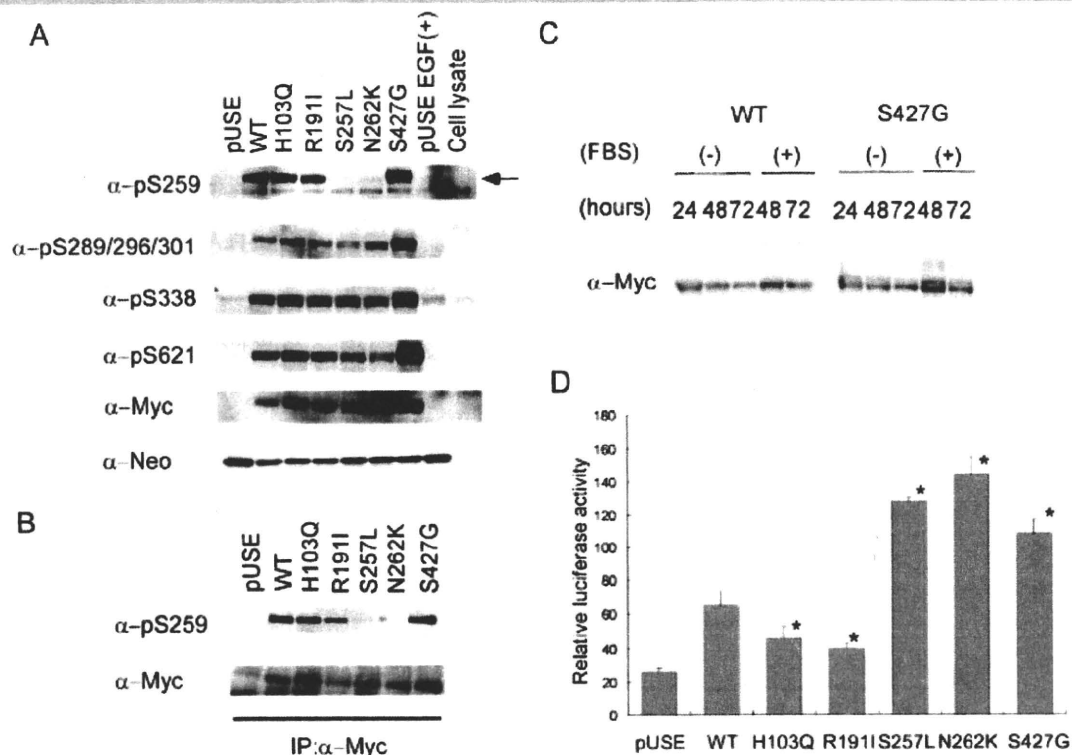 A
pUSE
WT
H103Q
R191I
S257L
N262K
S427G
pUSE EGF(+)
Cell lysate
α-pS259
α-pS289/296/301
α-pS338
α-pS621
α-Myc
α-Neo
B
pUSE
WT
H103Q
R191I
S257L
N262K
S427G
α-pS259
α-Myc
IP:α-Myc
C
WT S427G
(FBS) (-) (+) (-) (+)
(hours) 24 48 72 48 72 24 48 72 48 72
α-Myc
D
Relative luciferase activity
180
160
140
120
100
80
60
40
20
0
* * * * *
pUSE WT H103Q R191I S257L N262K S427G